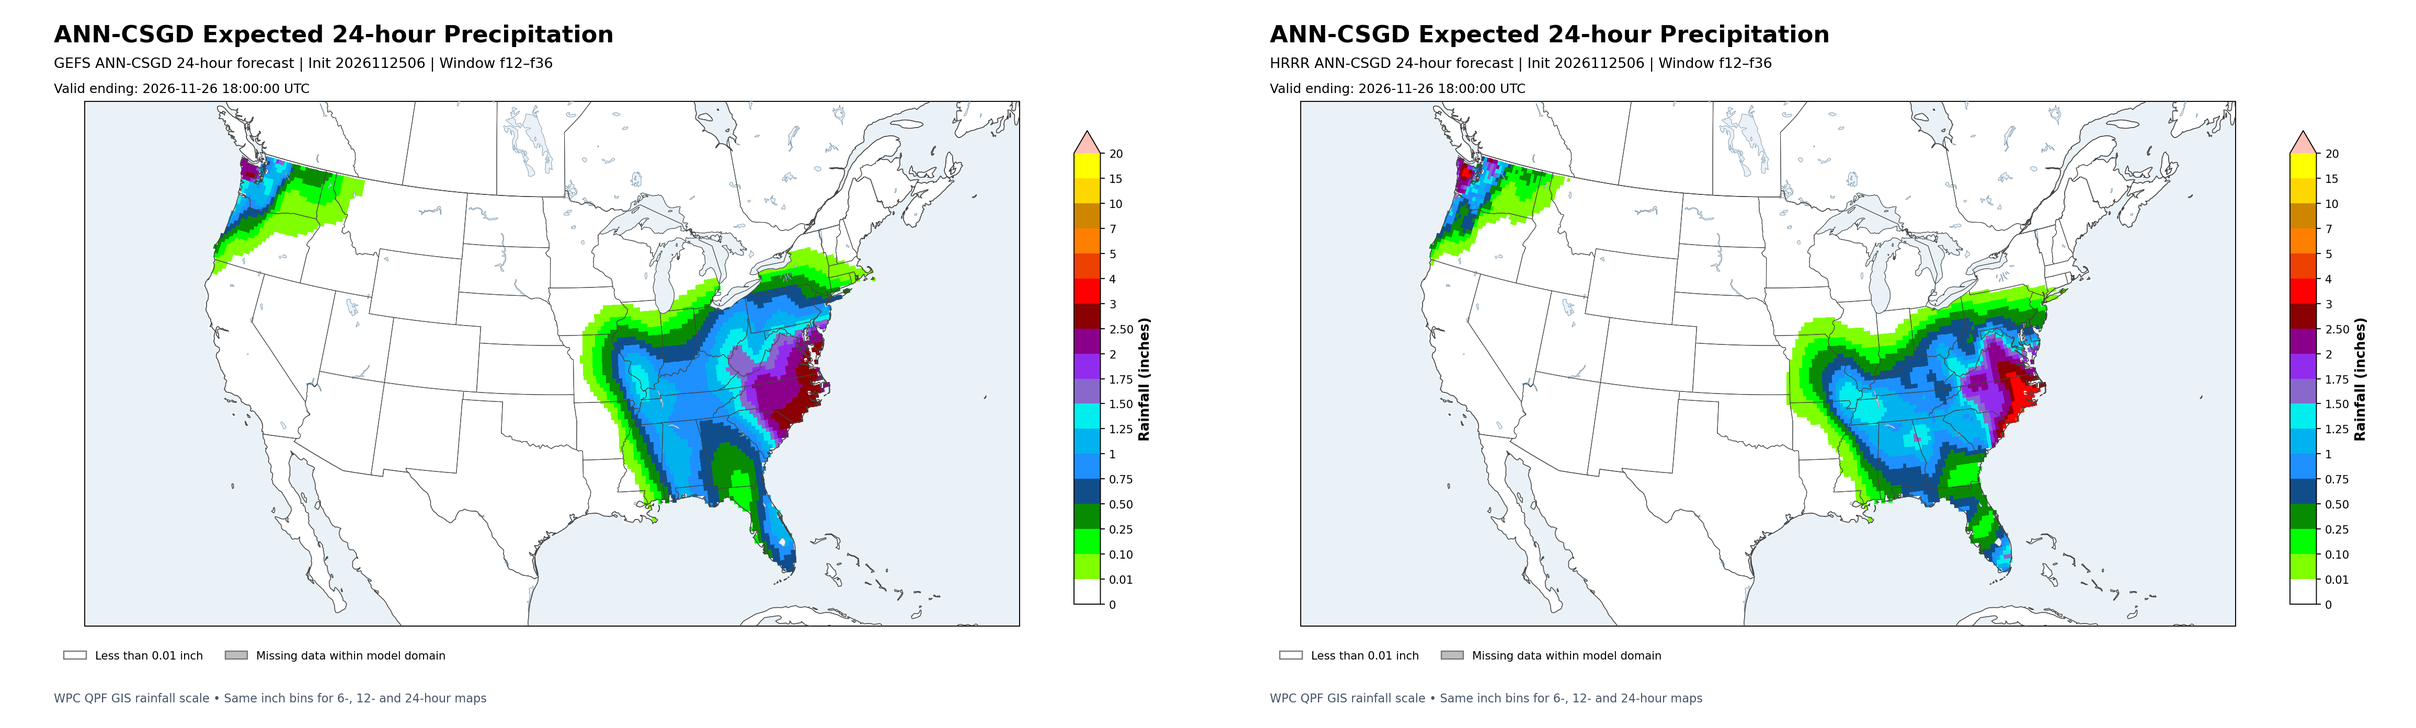 ANN-CSGD Expected 24-hour Precipitation
GEFS ANN-CSGD 24-hour forecast | Init 2026112506 | Window f12–f36
Valid ending: 2026-11-26 18:00:00 UTC
20
15
10
7
5
4
3
2.50
2
1.75
1.50
1.25
1
0.75
0.50
0.25
0.10
0.01
0
Rainfall (inches)
Less than 0.01 inch
Missing data within model domain
WPC QPF GIS rainfall scale • Same inch bins for 6-, 12- and 24-hour maps
ANN-CSGD Expected 24-hour Precipitation
HRRR ANN-CSGD 24-hour forecast | Init 2026112506 | Window f12–f36
Valid ending: 2026-11-26 18:00:00 UTC
20
15
10
7
5
4
3
2.50
2
1.75
1.50
1.25
1
0.75
0.50
0.25
0.10
0.01
0
Rainfall (inches)
Less than 0.01 inch
Missing data within model domain
WPC QPF GIS rainfall scale • Same inch bins for 6-, 12- and 24-hour maps